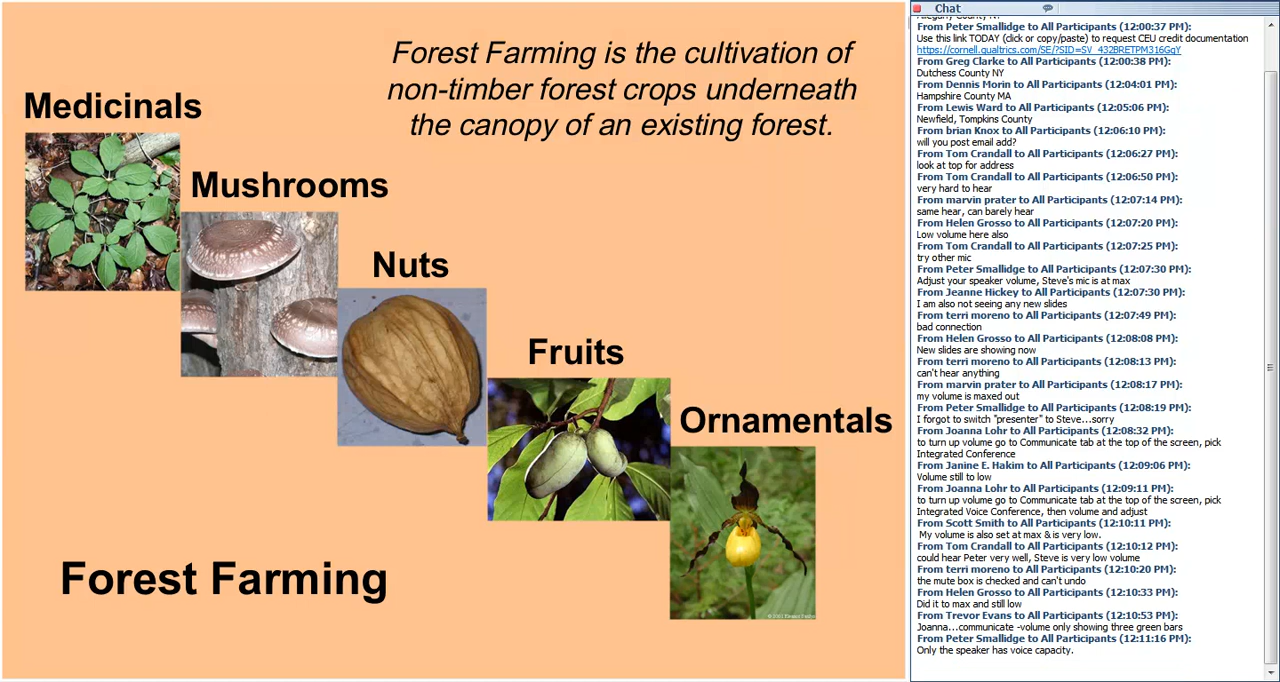 Forest Farming is the cultivation of
non-timber forest crops underneath
the canopy of an existing forest.
Medicinals
Mushrooms
Nuts
Fruits
Ornamentals
Forest Farming
Chat
From Peter Smallidge to All Participants (12:00:37 PM):
Use this link TODAY (click or copy/paste) to request CEU credit documentation
https://cornell.qualtrics.com/SE/?SID=SV_432BRETPM316GqY
From Greg Clarke to All Participants (12:00:38 PM):
Dutchess County NY
From Dennis Morin to All Participants (12:04:01 PM):
Hampshire County MA
From Lewis Ward to All Participants (12:05:06 PM):
Newfield, Tompkins County
From brian Knox to All Participants (12:06:10 PM):
will you post email add?
From Tom Crandall to All Participants (12:06:27 PM):
look at top for address
From Tom Crandall to All Participants (12:06:50 PM):
very hard to hear
From marvin prater to All Participants (12:07:14 PM):
same hear, can barely hear
From Helen Grosso to All Participants (12:07:20 PM):
Low volume here also
From Tom Crandall to All Participants (12:07:25 PM):
try other mic
From Peter Smallidge to All Participants (12:07:30 PM):
Adjust your speaker volume, Steve's mic is at max
From Jeanne Hickey to All Participants (12:07:30 PM):
I am also not seeing any new slides
From terri moreno to All Participants (12:07:49 PM):
bad connection
From Helen Grosso to All Participants (12:08:08 PM):
New slides are showing now
From terri moreno to All Participants (12:08:13 PM):
can't hear anything
From marvin prater to All Participants (12:08:17 PM):
my volume is maxed out
From Peter Smallidge to All Participants (12:08:19 PM):
I forgot to switch "presenter" to Steve...sorry
From Joanna Lohr to All Participants (12:08:32 PM):
to turn up volume go to Communicate tab at the top of the screen, pick
Integrated Conference
From Janine E. Hakim to All Participants (12:09:06 PM):
Volume still to low
From Joanna Lohr to All Participants (12:09:11 PM):
to turn up volume go to Communicate tab at the top of the screen, pick
Integrated Voice Conference, then volume and adjust
From Scott Smith to All Participants (12:10:11 PM):
My volume is also set at max & is very low.
From Tom Crandall to All Participants (12:10:12 PM):
could hear Peter very well, Steve is very low volume
From terri moreno to All Participants (12:10:20 PM):
the mute box is checked and can't undo
From Helen Grosso to All Participants (12:10:33 PM):
Did it to max and still low
From Trevor Evans to All Participants (12:10:53 PM):
Joanna...communicate -volume only showing three green bars
From Peter Smallidge to All Participants (12:11:16 PM):
Only the speaker has voice capacity.